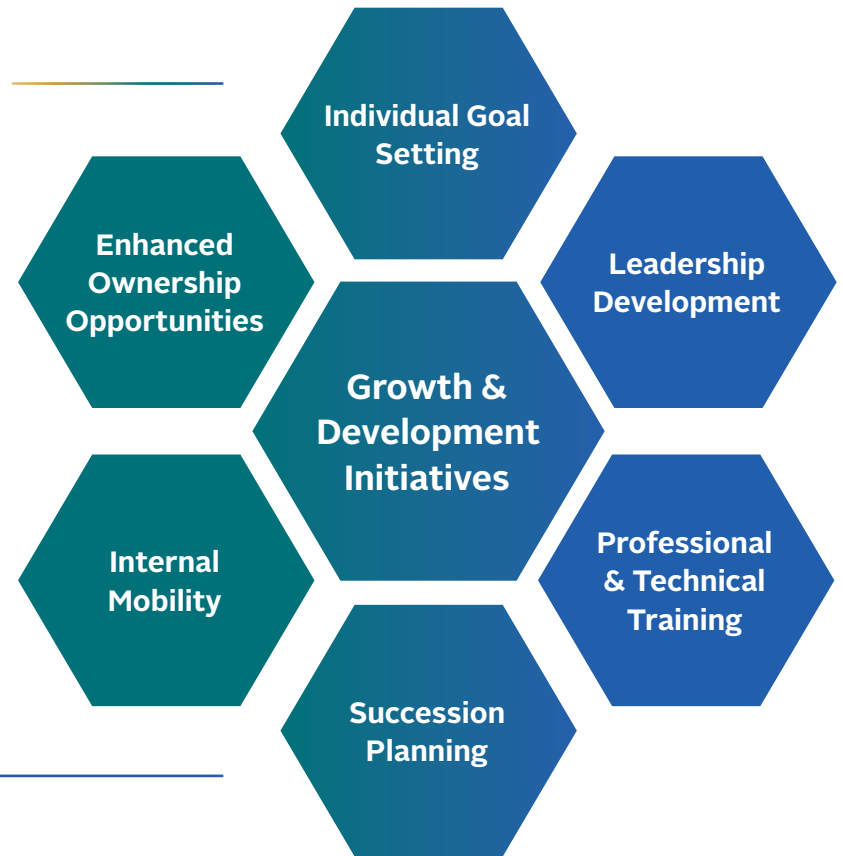 Individual Goal
Setting
Enhanced
Ownership
Opportunities
Leadership
Development
Growth &
Development
Initiatives
Internal
Mobility
Professional
& Technical
Training
Succession
Planning